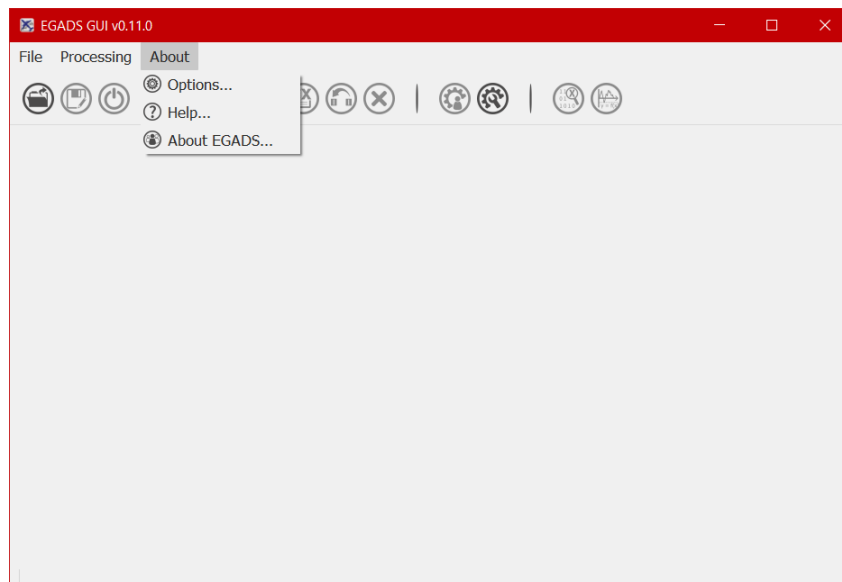 EGADS GUI v0.11.0
File Processing About
Options...
Help...
About EGADS...